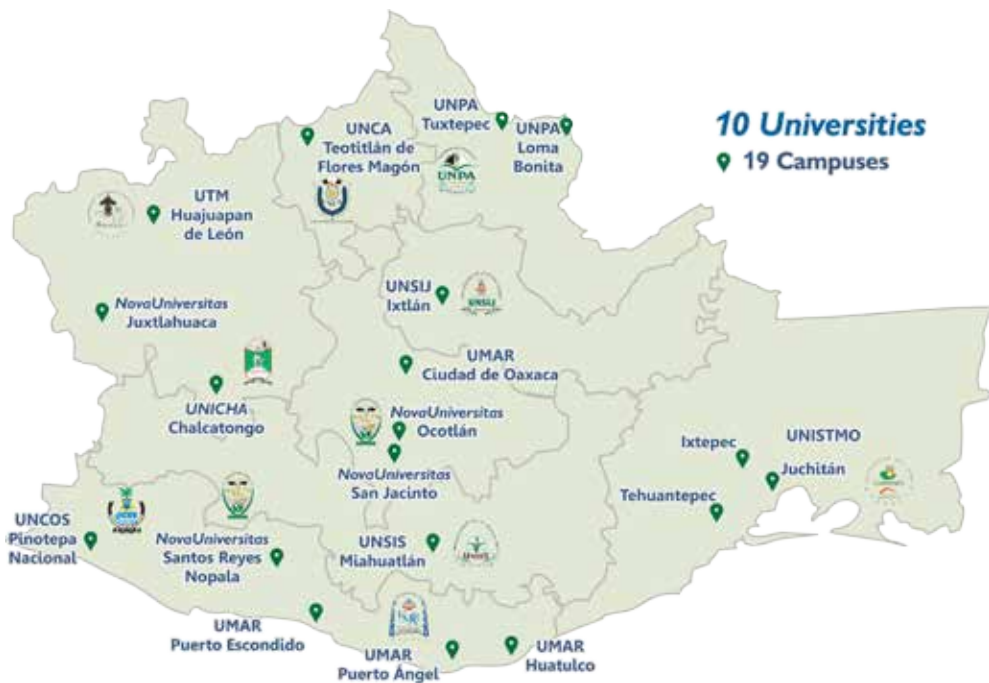 10 Universities
19 Campuses
UNPA
Tuxtepec
UNPA
Loma
Bonita
UNCA
Teotitlán de
Flores Magón
UNPA
UTM
Huajuapan
de León
UNSIJ
Ixtlán
UNSIJ
NovaUniversitas
Juxtlahuaca
UMAR
Ciudad de Oaxaca
UNICHA
Chalcatongo
NovaUniversitas
Ocotlán
NovaUniversitas
San Jacinto
Ixtepec
UNISTMO
Juchitán
Tehuantepec
UNCOS
Pinotepa
Nacional
NovaUniversitas
Santos Reyes
Nopala
UNSIS
Miahuatlán
UMAR
Puerto Escondido
UMAR
Puerto Ángel
UMAR
Huatulco